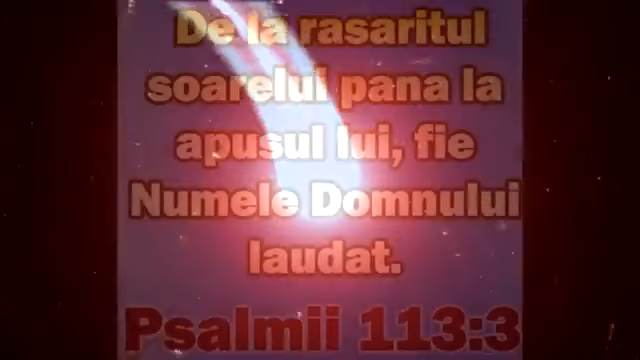 De la rasaritul
soarelui pana la
apusul lui, fie
Numele Domnului
laudat.
Psalmii 113:3